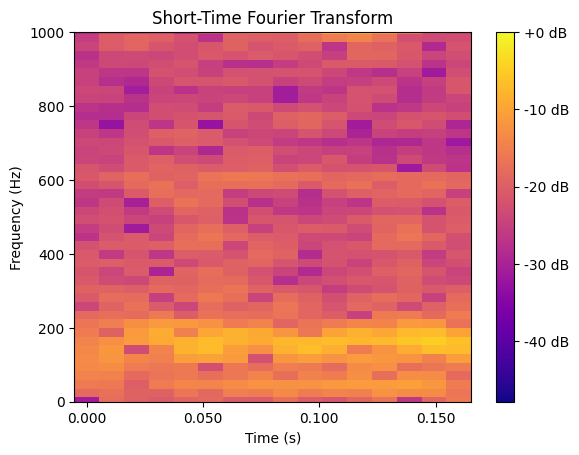 Short-Time Fourier Transform
1000
800
600
400
200
0
Frequency (Hz)
0.000
0.050
0.100
0.150
Time (s)
+0 dB
-10 dB
-20 dB
-30 dB
-40 dB